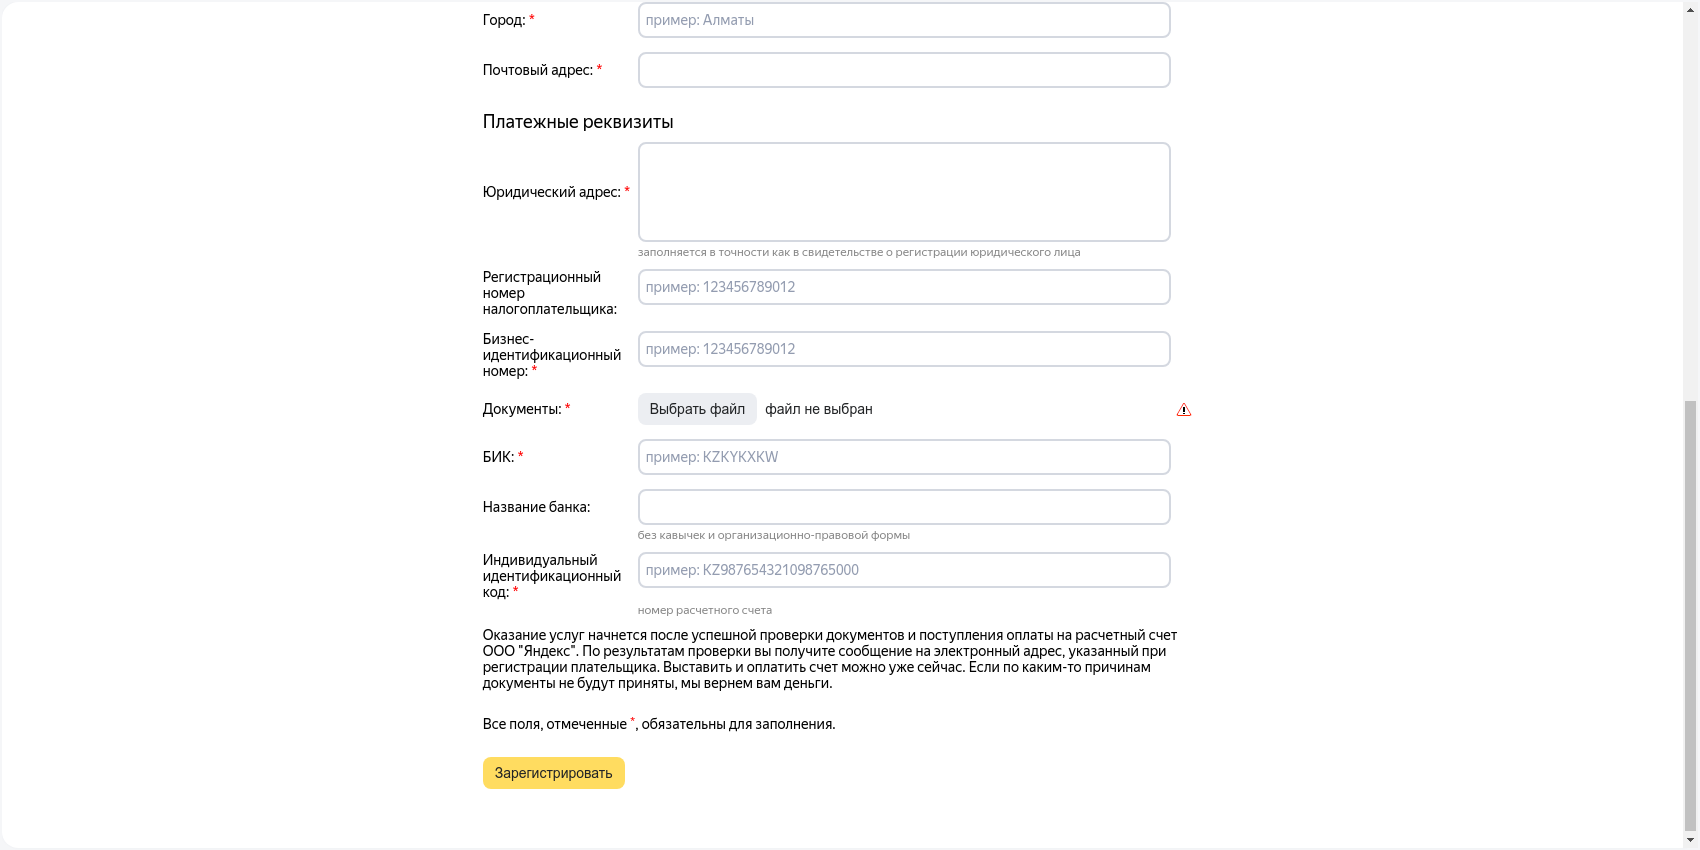 Город: *
пример: Алматы
Почтовый адрес: *
Платежные реквизиты
Юридический адрес: *
заполняется в точности как в свидетельстве о регистрации юридического лица
Регистрационный
номер
налогоплательщика:
пример: 123456789012
Бизнес-
идентификационный
номер: *
пример: 123456789012
Документы: *
Выбрать файл файл не выбран
БИК: *
пример: KZKYKXKW
Название банка:
без кавычек и организационно-правовой формы
Индивидуальный
идентификационный
код: *
пример: KZ987654321098765000
номер расчетного счета
Оказание услуг начнется после успешной проверки документов и поступления оплаты на расчетный счет
ООО "Яндекс". По результатам проверки вы получите сообщение на электронный адрес, указанный при
регистрации плательщика. Выставить и оплатить счет можно уже сейчас. Если по каким-то причинам
документы не будут приняты, мы вернем вам деньги.
Все поля, отмеченные *, обязательны для заполнения.
Зарегистрировать